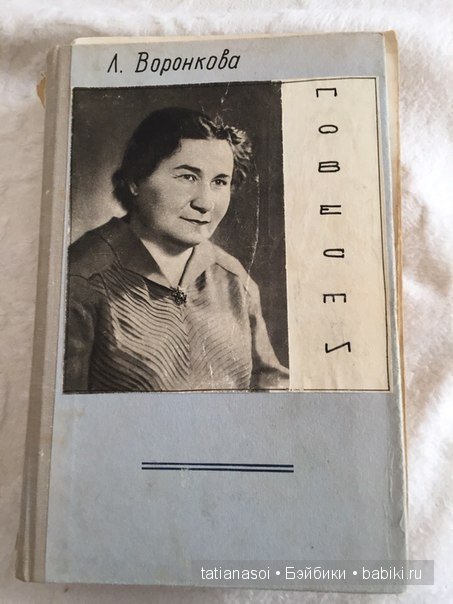 Л. Воронкова
ПОВЕСТИ
tatianasoi • Бэйбики • babiki.ru